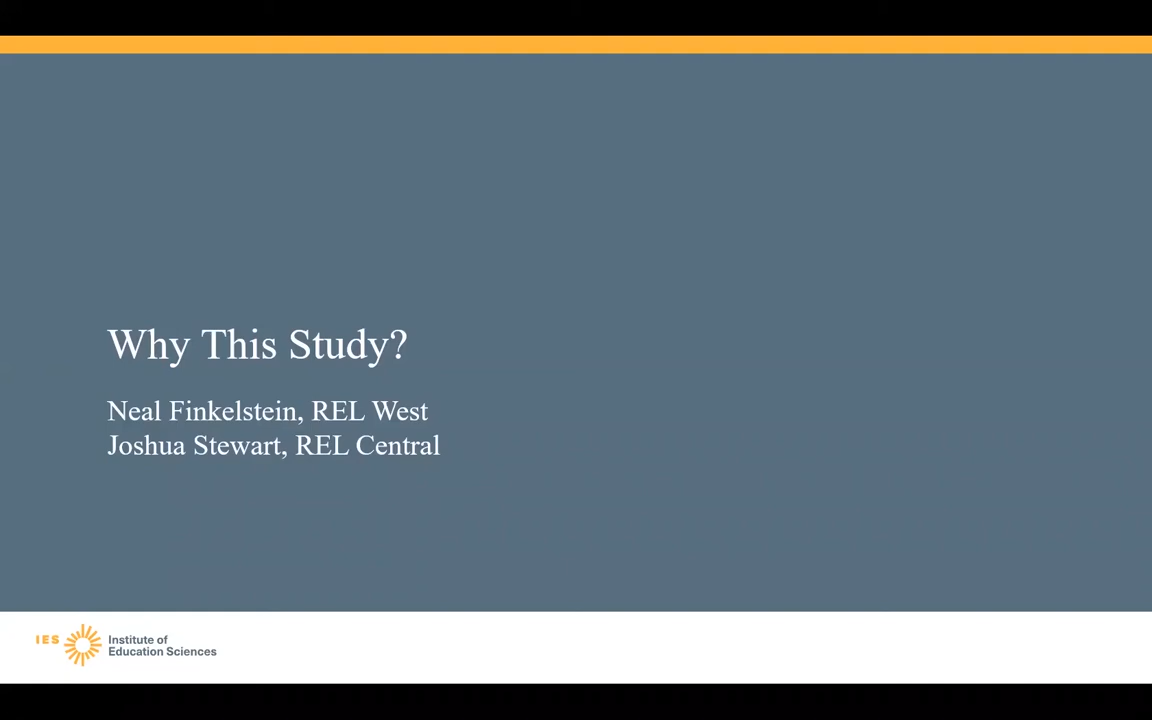 Why This Study?
Neal Finkelstein, REL West
Joshua Stewart, REL Central
IES
Institute of
Education Sciences